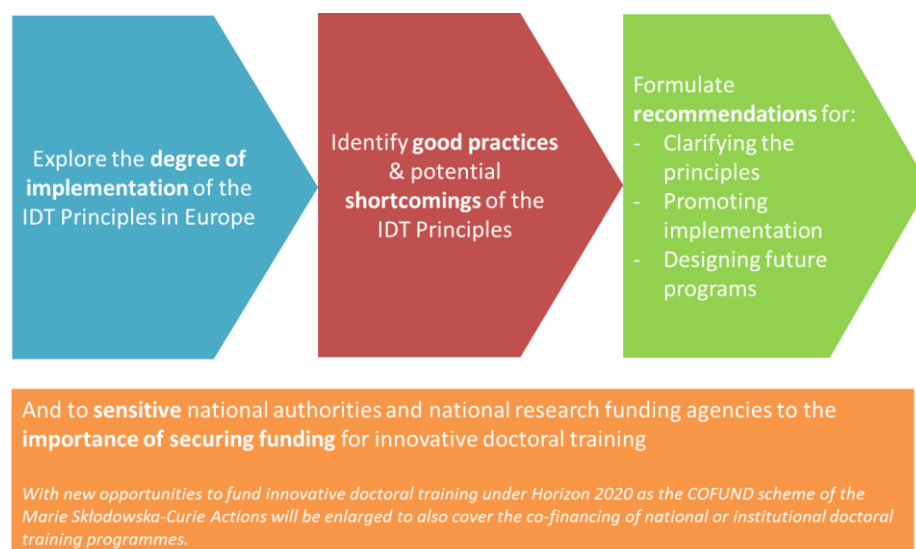 Explore the degree of
implementation of the
IDT Principles in Europe
Identify good practices
& potential
shortcomings of the
IDT Principles
Formulate
recommendations for:
- Clarifying the
principles
- Promoting
implementation
- Designing future
programs
And to sensitive national authorities and national research funding agencies to the
importance of securing funding for innovative doctoral training
With new opportunities to fund innovative doctoral training under Horizon 2020 as the COFUND scheme of the
Marie Skłodowska-Curie Actions will be enlarged to also cover the co-financing of national or institutional doctoral
training programmes.